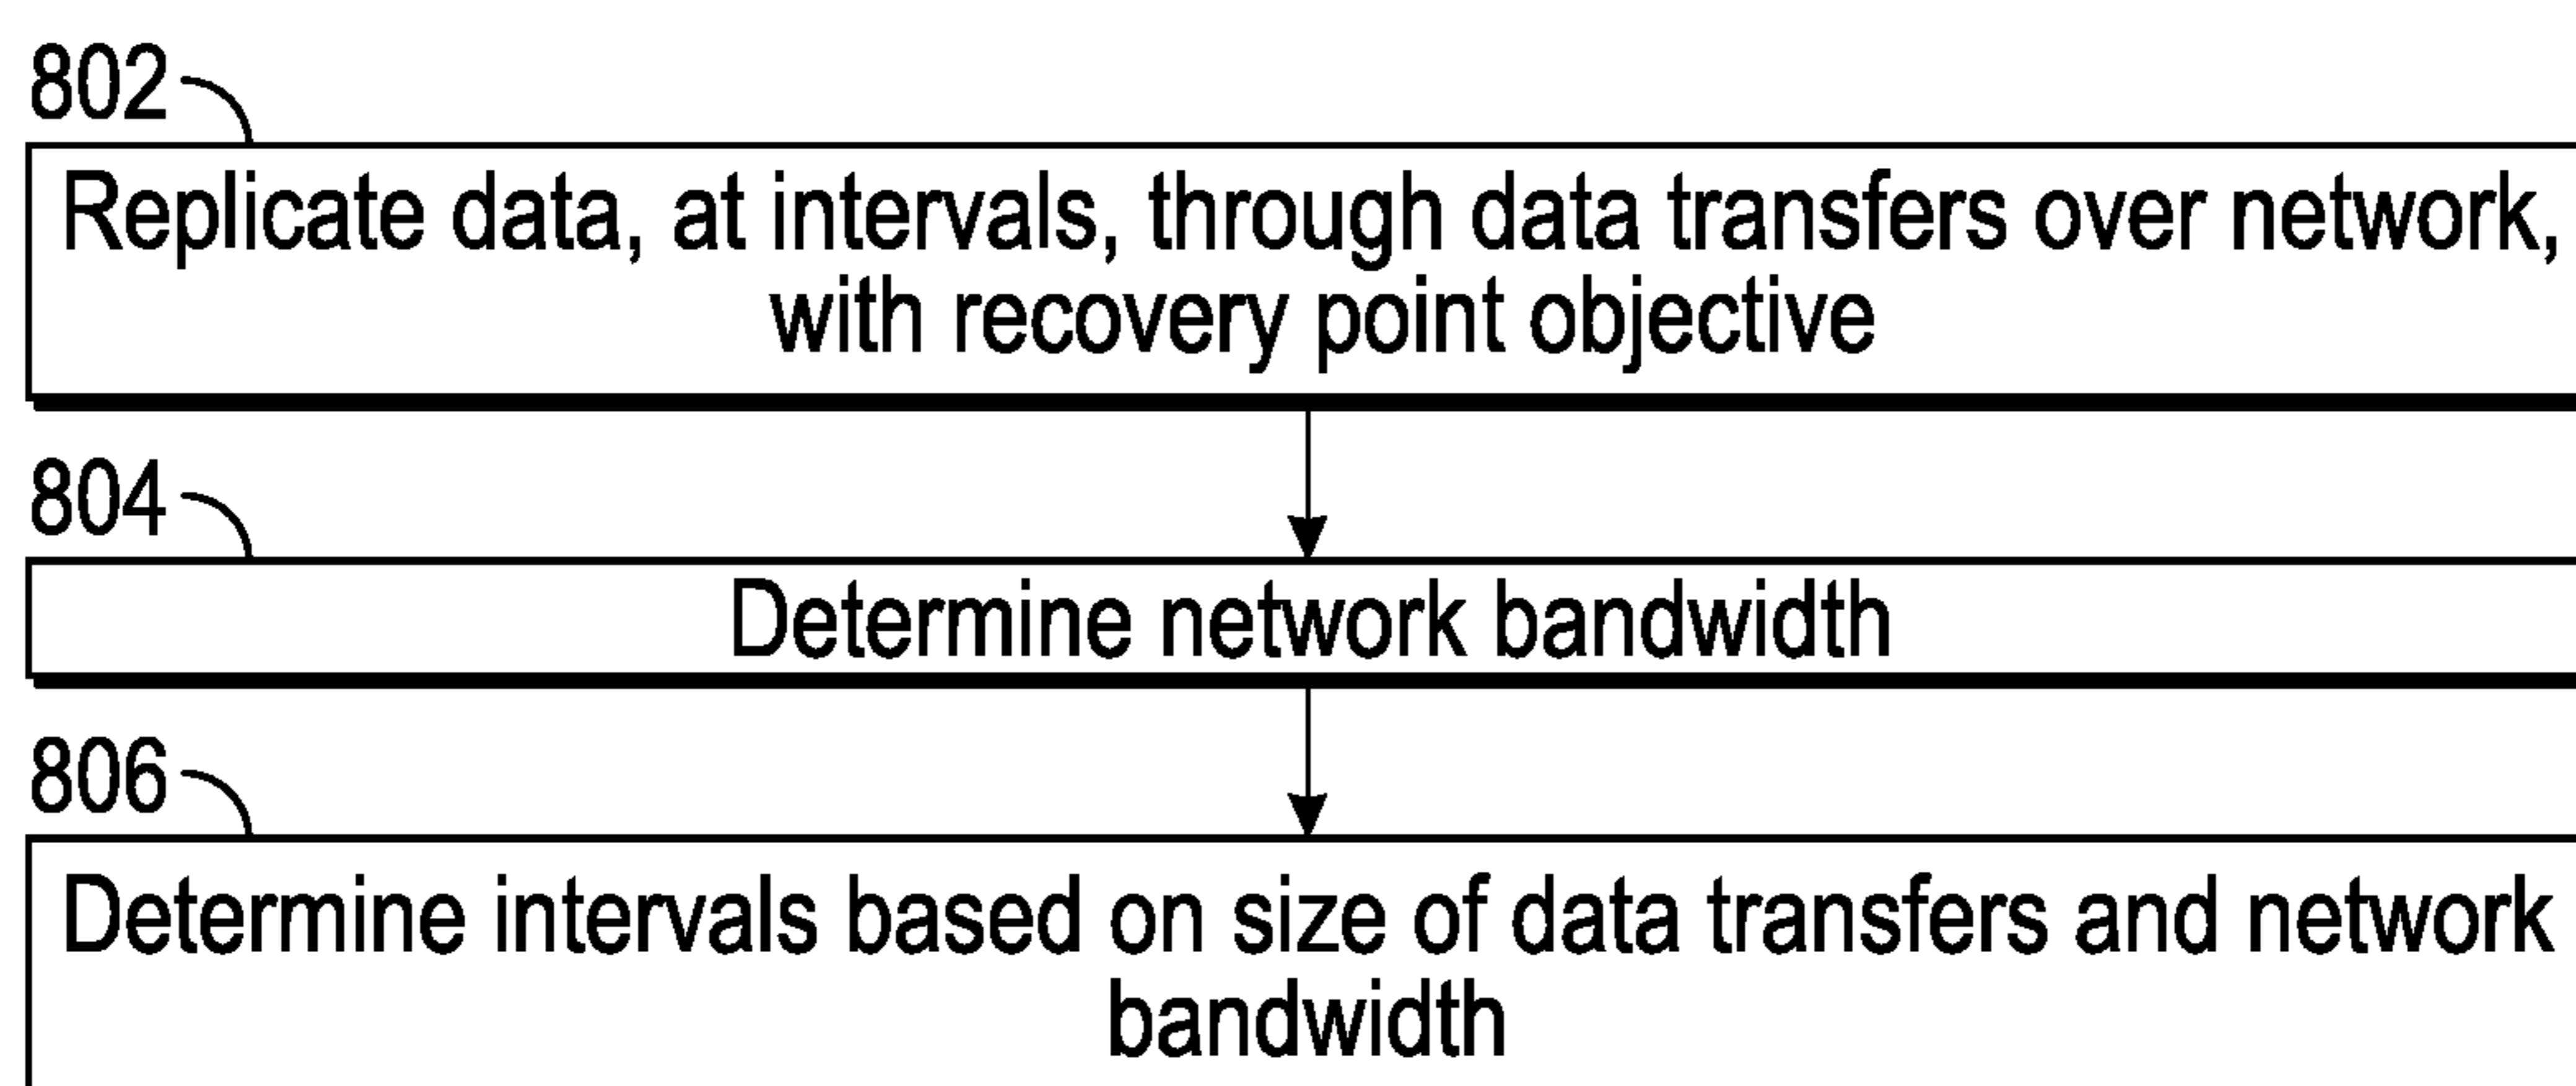 802
Replicate data, at intervals, through data transfers over network,
with recovery point objective
804
Determine network bandwidth
806
Determine intervals based on size of data transfers and network
bandwidth